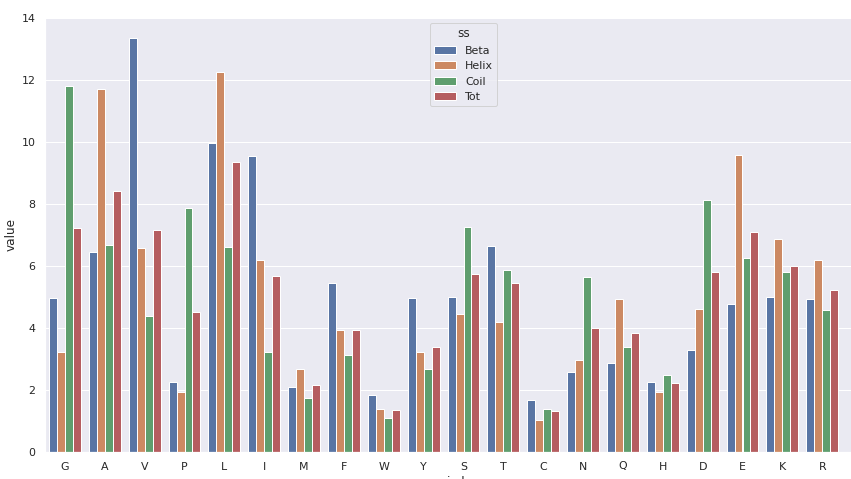 14
12
10
8
6
4
2
0
value
ss
Beta
Helix
Coil
Tot
G A V P L I M F W Y S T C N Q H D E K R